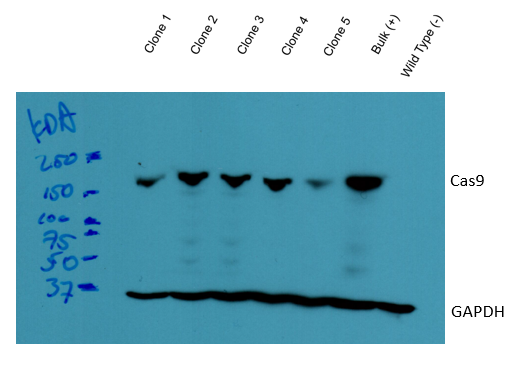 Clone 1
Clone 2
Clone 3
Clone 4
Clone 5
Bulk (+)
Wild Type (-)
kDA
250
150
100
75
50
37
Cas9
GAPDH